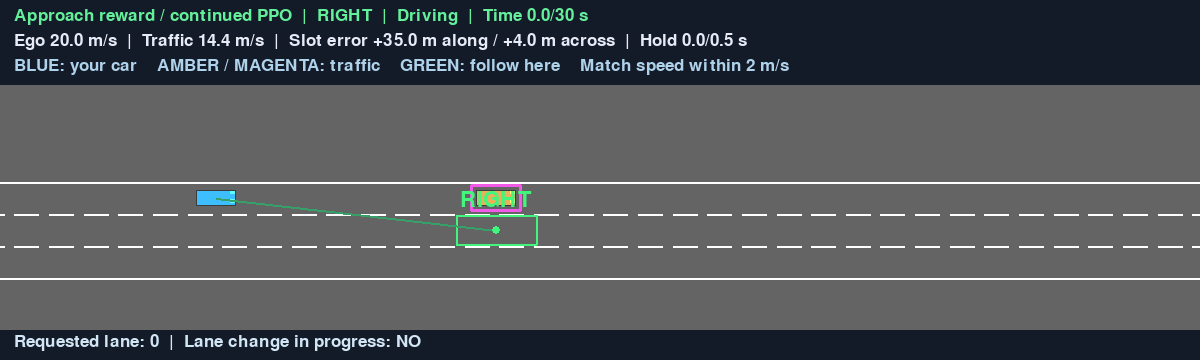 Approach reward / continued PPO | RIGHT | Driving | Time 0.0/30 s
Ego 20.0 m/s | Traffic 14.4 m/s | Slot error +35.0 m along / +4.0 m across | Hold 0.0/0.5 s
BLUE: your car AMBER / MAGENTA: traffic GREEN: follow here Match speed within 2 m/s
RIGHT
Requested lane: 0 | Lane change in progress: NO